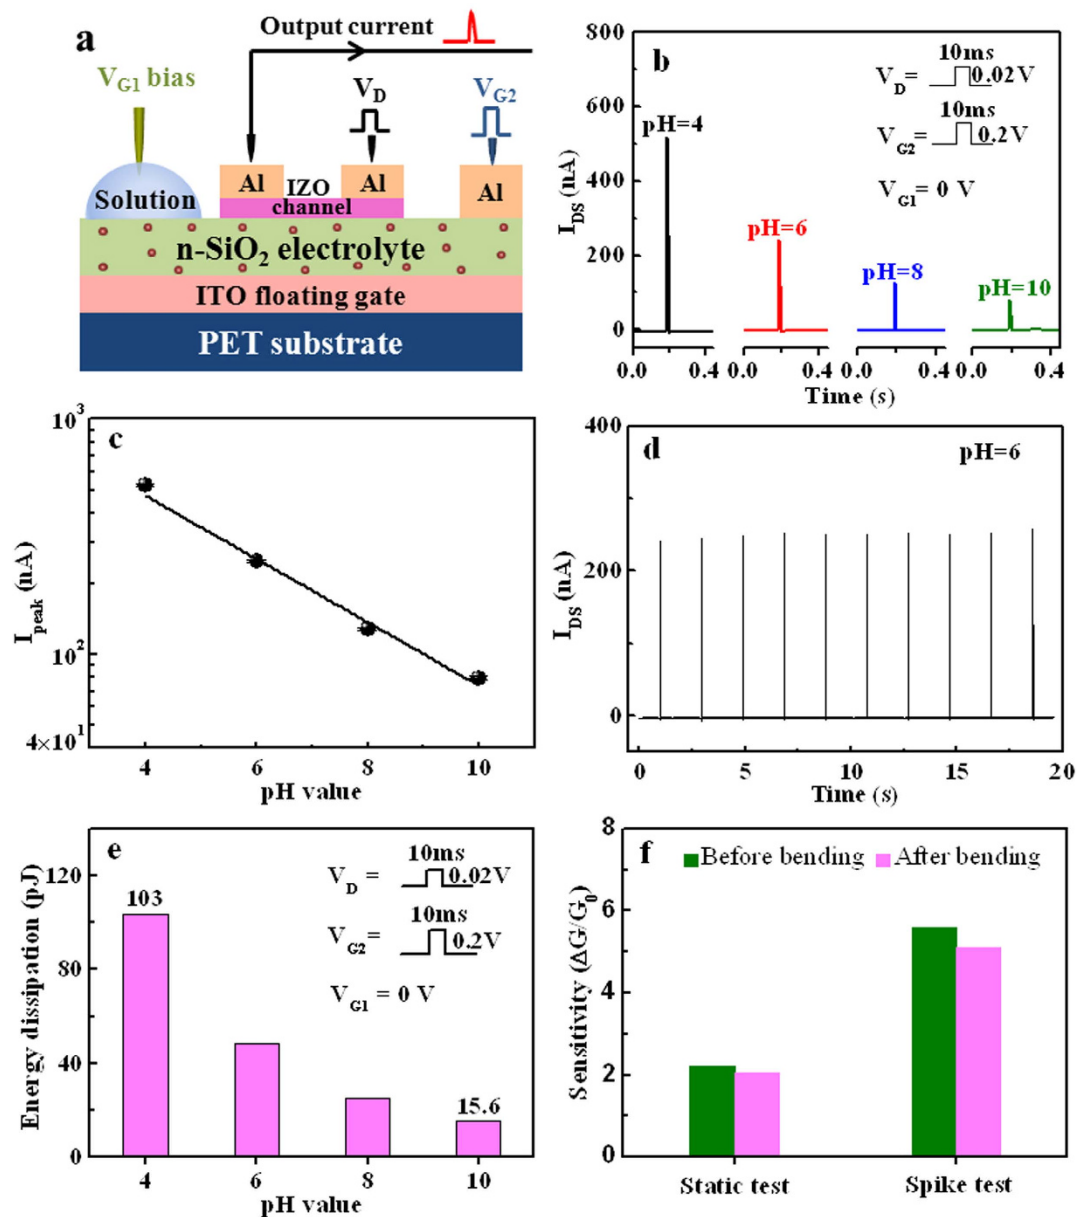 a
Output current
V_G1 bias
V_D
V_G2
Al
IZO
Al
Al
Solution
channel
n-SiO₂ electrolyte
ITO floating gate
PET substrate
b
800
600
400
200
0
I_DS (nA)
10ms
V_D= 0.02V
10ms
V_G2= 0.2V
V_G1= 0 V
pH=4
pH=6
pH=8
pH=10
0.0 0.4 0.0 0.4 0.0 0.4 0.0 0.4
Time (s)
c
10³
10²
4×10¹
I_peak (nA)
4 6 8 10
pH value
d
pH=6
400
200
0
I_DS (nA)
0 5 10 15 20
Time (s)
e
120
80
40
0
Energy dissipation (pJ)
10ms
V_D = 0.02V
10ms
V_G2= 0.2V
V_G1 = 0 V
103
15.6
4 6 8 10
pH value
f
8
6
4
2
0
Sensitivity (ΔG/G₀)
Before bending After bending
Static test Spike test